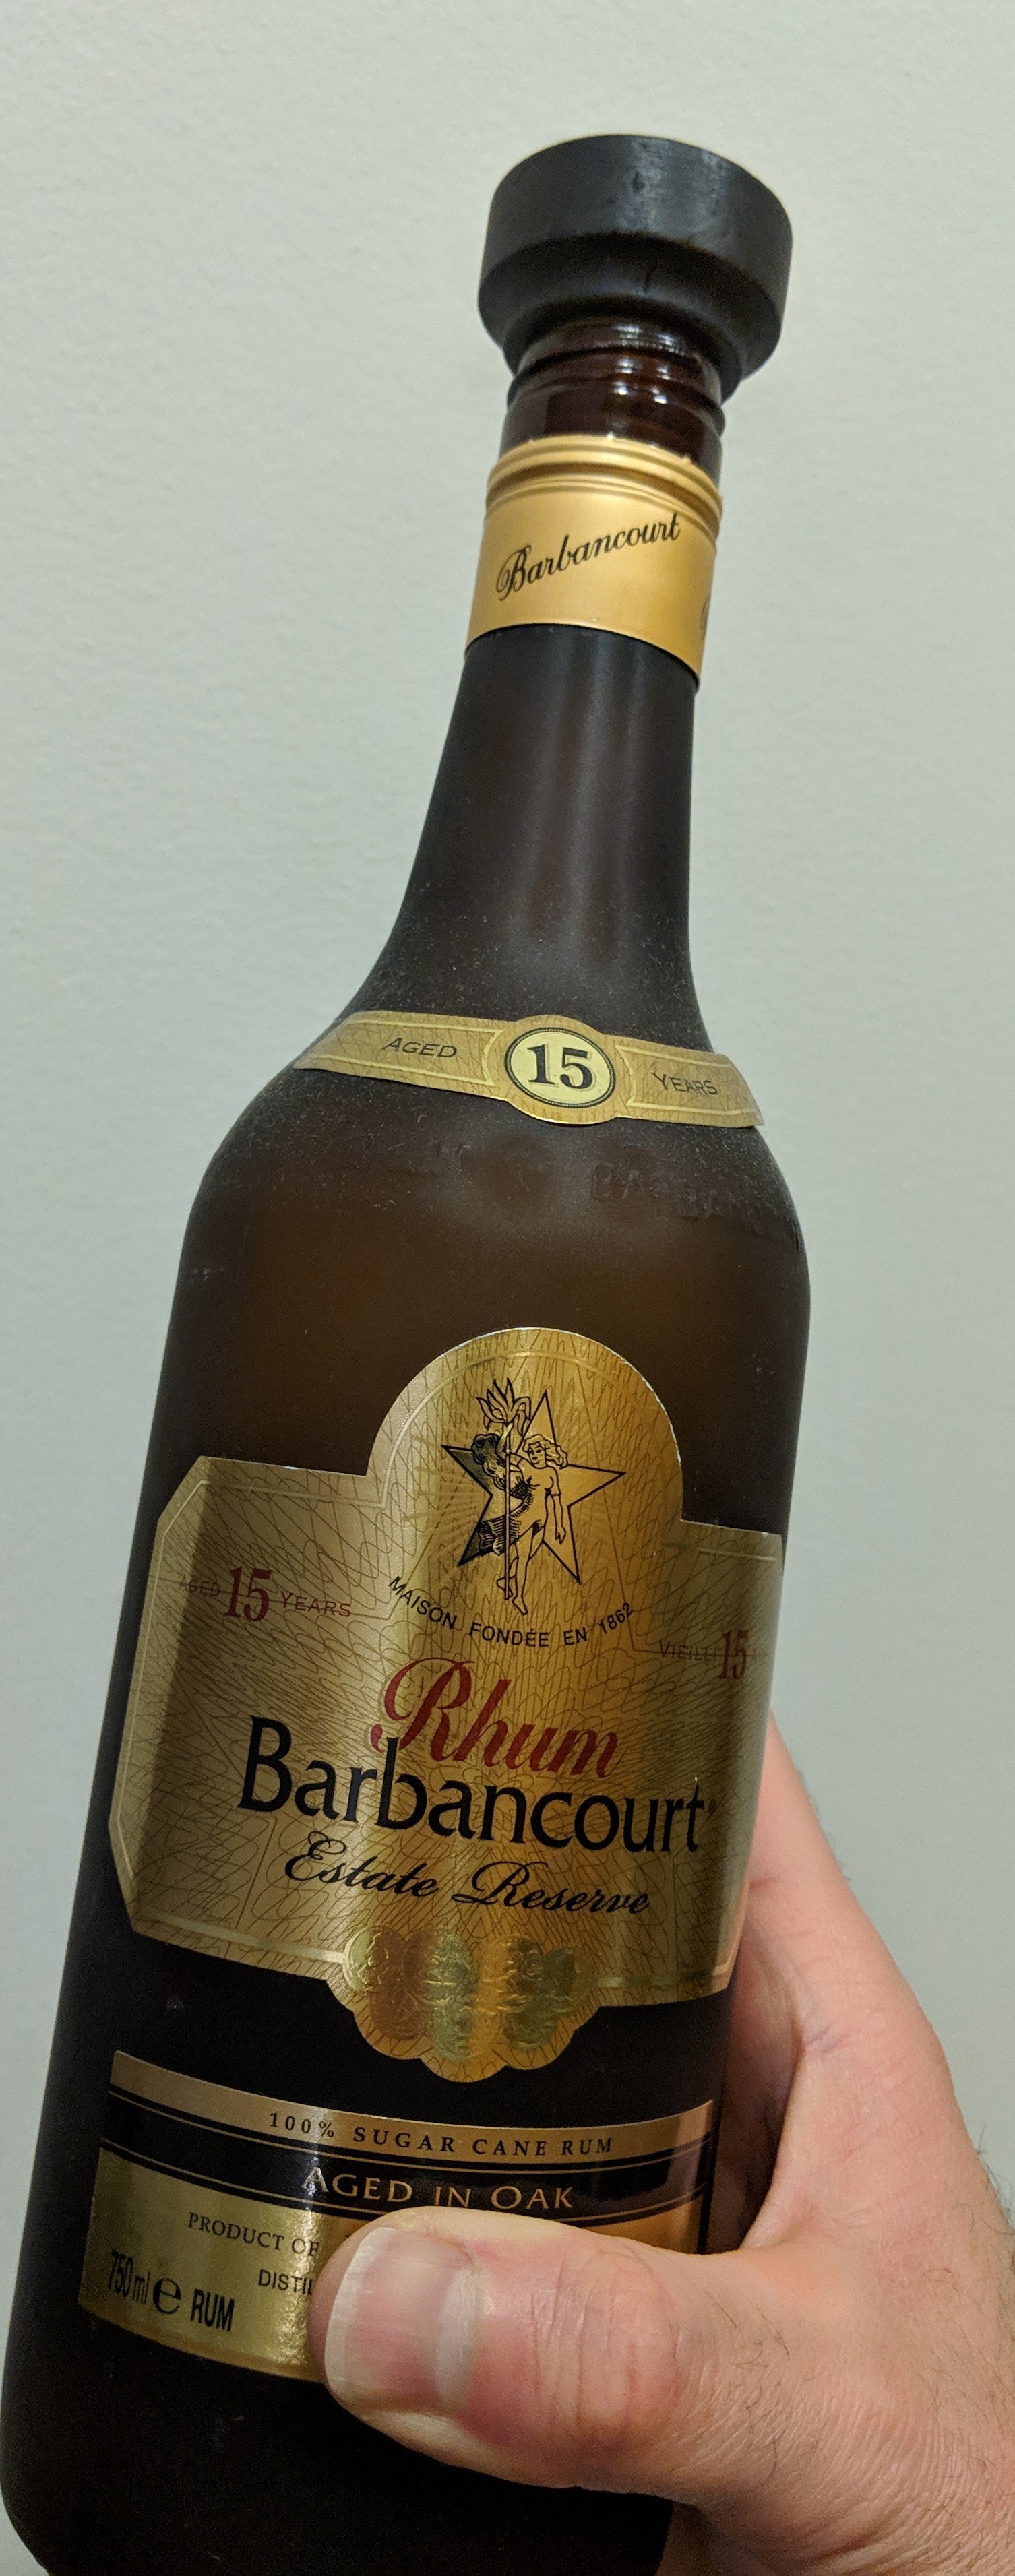 Barbancourt
AGED 15 YEARS
MAISON FONDÉE EN 1862
AGED 15 YEARS
VIEILLI 15
Rhum
Barbancourt
Estate Reserve
100% SUGAR CANE RUM
AGED IN OAK
PRODUCT OF
DISTIL
750 ml e RUM